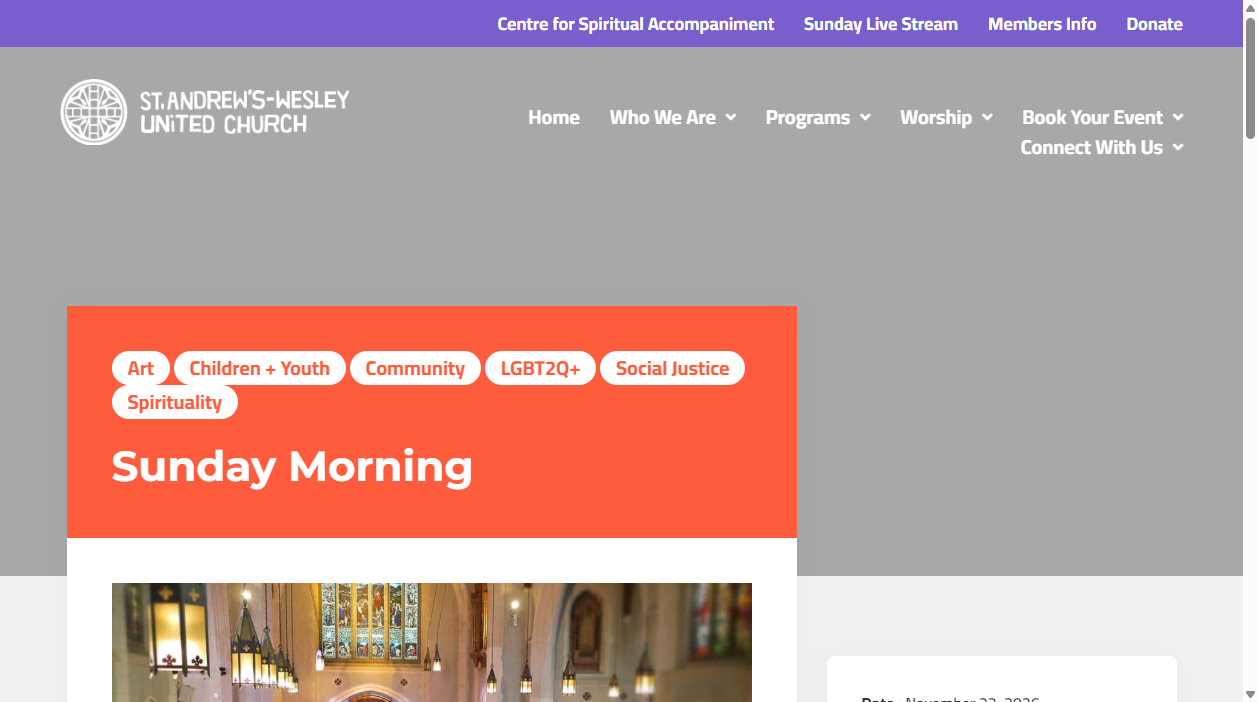 Centre for Spiritual Accompaniment Sunday Live Stream Members Info Donate
ST. ANDREW'S-WESLEY
UNITED CHURCH
Home Who We Are Programs Worship Book Your Event
Connect With Us
Art Children + Youth Community LGBT2Q+ Social Justice
Spirituality
Sunday Morning